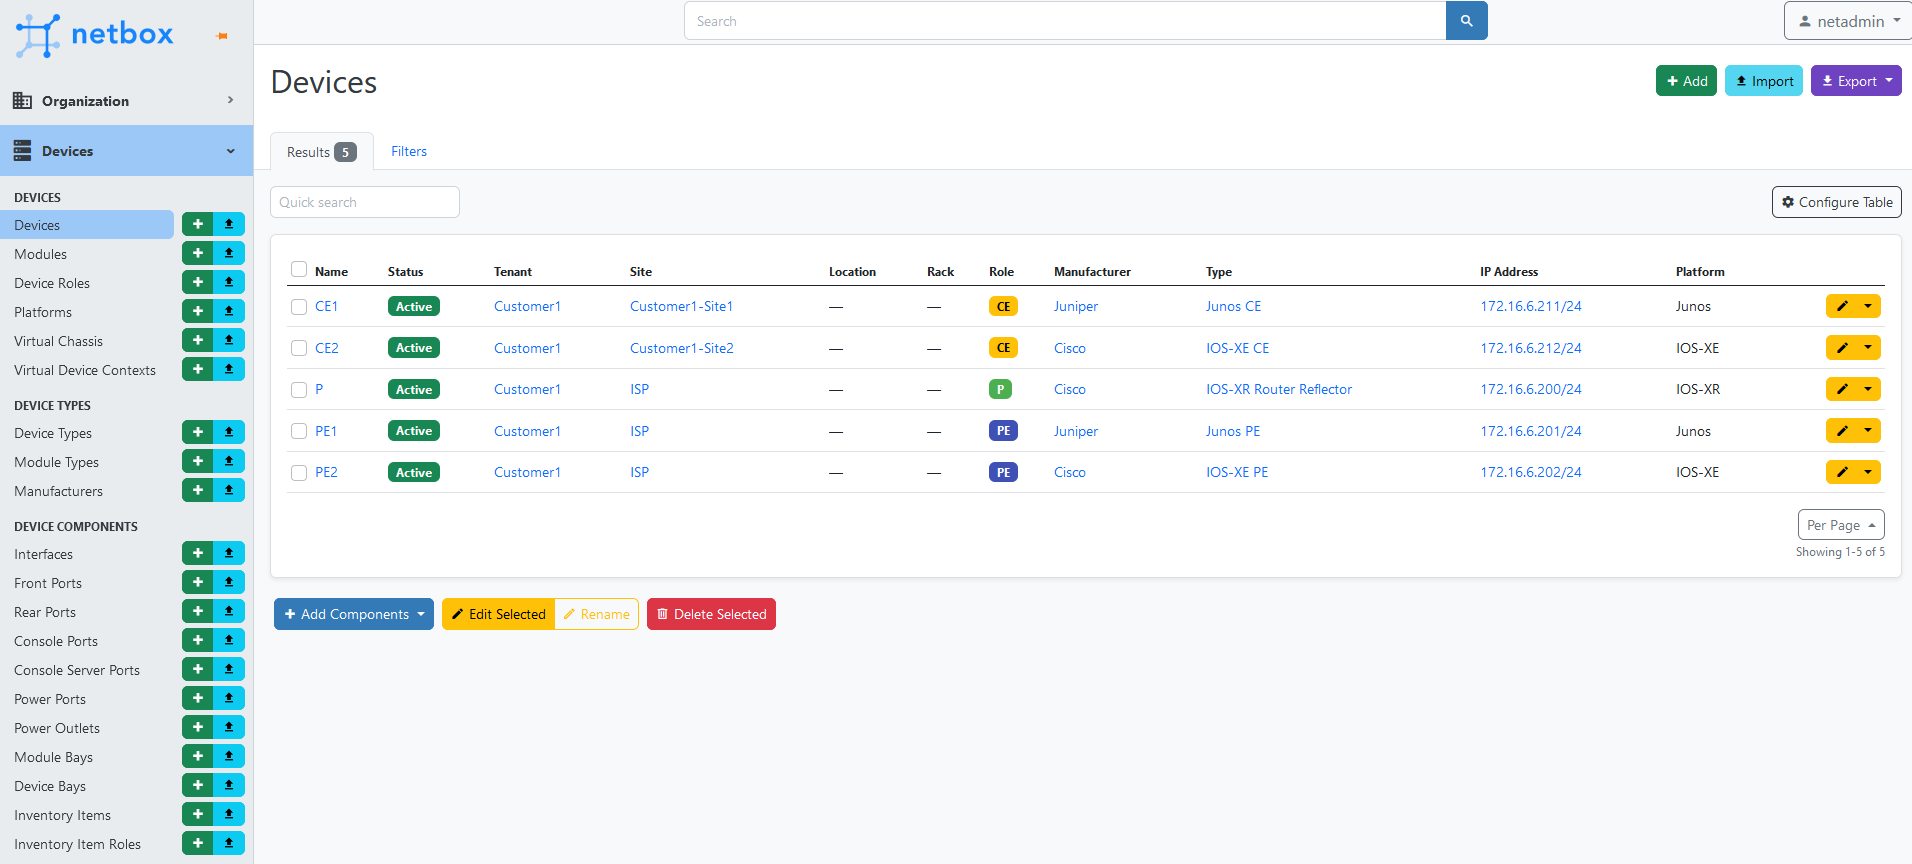 netbox
Search
netadmin
Organization
Devices
DEVICES
Devices
Modules
Device Roles
Platforms
Virtual Chassis
Virtual Device Contexts
DEVICE TYPES
Device Types
Module Types
Manufacturers
DEVICE COMPONENTS
Interfaces
Front Ports
Rear Ports
Console Ports
Console Server Ports
Power Ports
Power Outlets
Module Bays
Device Bays
Inventory Items
Inventory Item Roles
Devices
Add Import Export
Results 5 Filters
Quick search
Configure Table
Name Status Tenant Site Location Rack Role Manufacturer Type IP Address Platform
CE1 Active Customer1 Customer1-Site1 — — CE Juniper Junos CE 172.16.6.211/24 Junos
CE2 Active Customer1 Customer1-Site2 — — CE Cisco IOS-XE CE 172.16.6.212/24 IOS-XE
P Active Customer1 ISP — — P Cisco IOS-XR Router Reflector 172.16.6.200/24 IOS-XR
PE1 Active Customer1 ISP — — PE Juniper Junos PE 172.16.6.201/24 Junos
PE2 Active Customer1 ISP — — PE Cisco IOS-XE PE 172.16.6.202/24 IOS-XE
Per Page
Showing 1-5 of 5
Add Components Edit Selected Rename Delete Selected